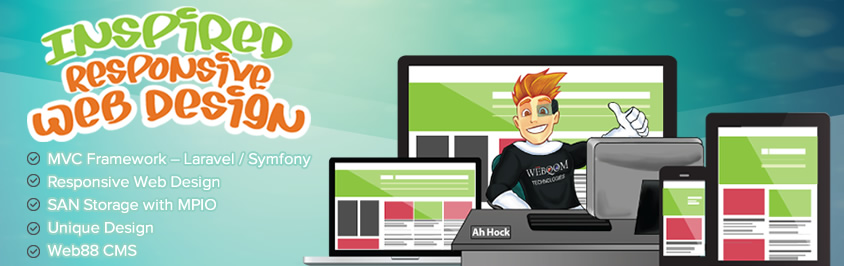 INSPIRED
RESPONSIVE
WEB DESIGN
MVC Framework – Laravel / Symfony
Responsive Web Design
SAN Storage with MPIO
Unique Design
Web88 CMS
WEBQOM
TECHNOLOGIES
Ah Hock